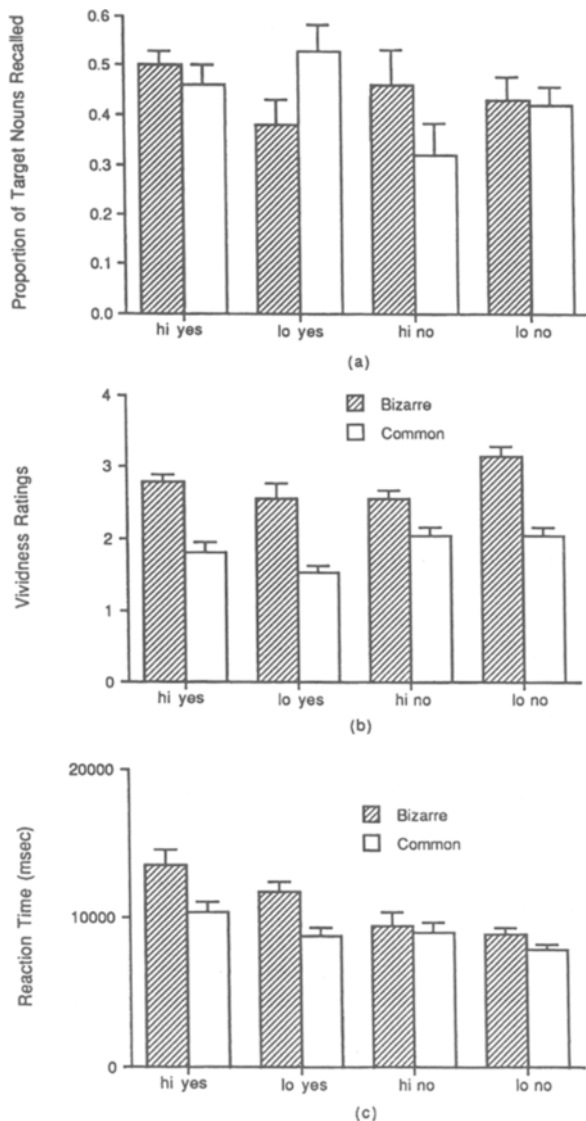 Proportion of Target Nouns Recalled
0.6
0.5
0.4
0.3
0.2
0.1
0.0
hi yes lo yes hi no lo no
(a)
Vividness Ratings
4
3
2
1
0
Bizarre
Common
hi yes lo yes hi no lo no
(b)
Reaction Time (msec)
20000
10000
0
Bizarre
Common
hi yes lo yes hi no lo no
(c)